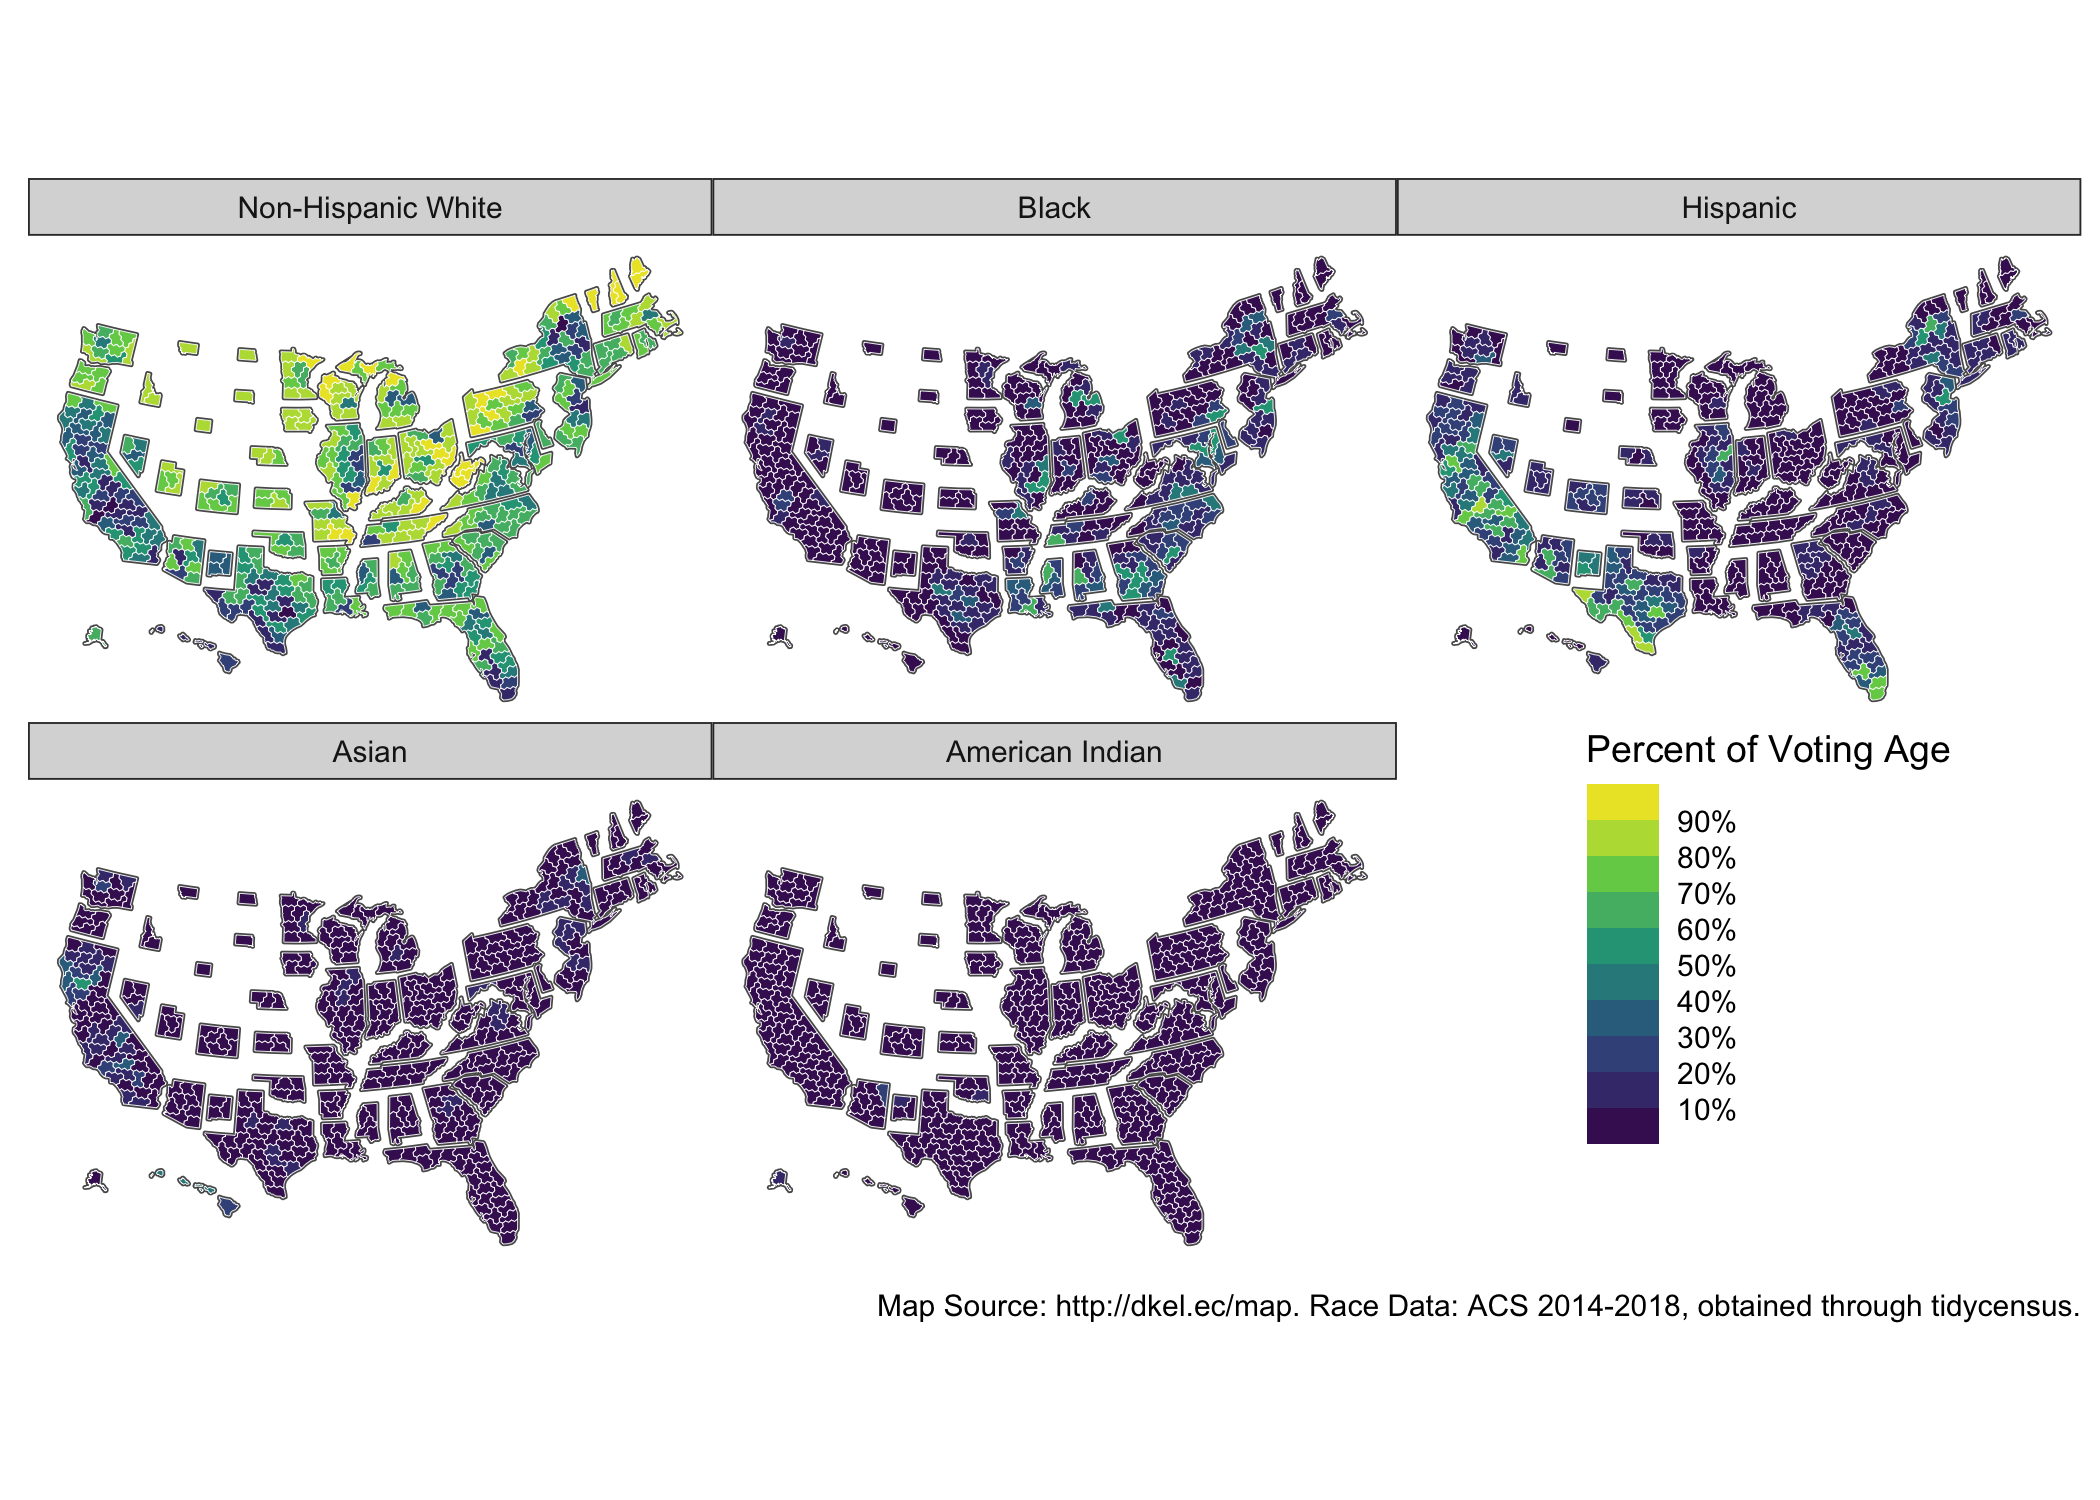 Non-Hispanic White
Black
Hispanic
Asian
American Indian
Percent of Voting Age
90%
80%
70%
60%
50%
40%
30%
20%
10%
Map Source: http://dkel.ec/map. Race Data: ACS 2014-2018, obtained through tidycensus.